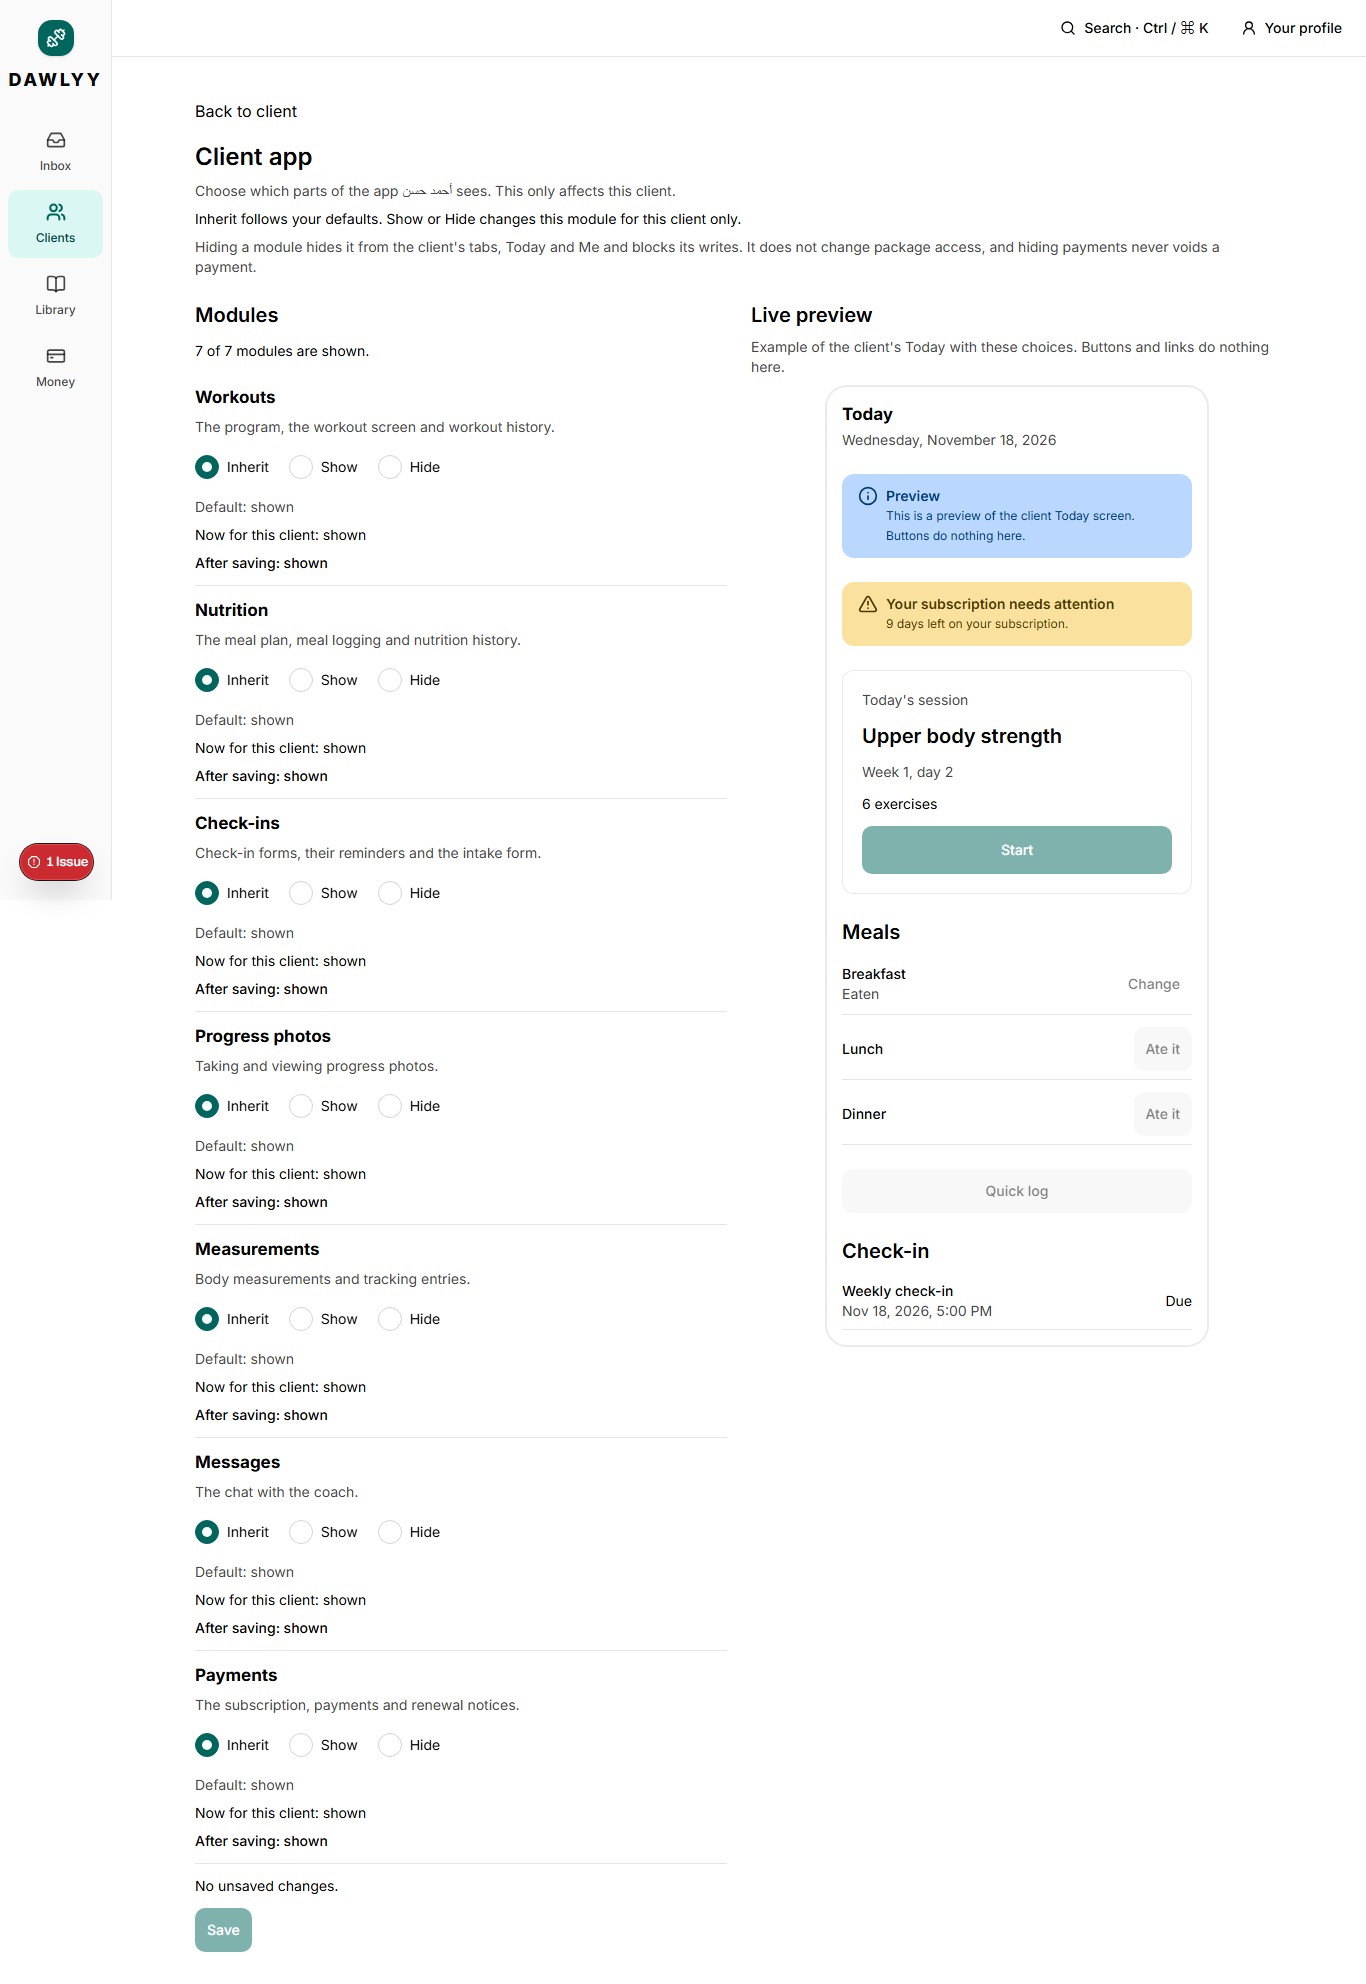 DAWLYY
Inbox
Clients
Library
Money
1 Issue
Search · Ctrl / ⌘ K
Your profile
Back to client
Client app
Choose which parts of the app أحمد حسن sees. This only affects this client.
Inherit follows your defaults. Show or Hide changes this module for this client only.
Hiding a module hides it from the client's tabs, Today and Me and blocks its writes. It does not change package access, and hiding payments never voids a
payment.
Modules
7 of 7 modules are shown.
Workouts
The program, the workout screen and workout history.
Inherit Show Hide
Default: shown
Now for this client: shown
After saving: shown
Nutrition
The meal plan, meal logging and nutrition history.
Inherit Show Hide
Default: shown
Now for this client: shown
After saving: shown
Check-ins
Check-in forms, their reminders and the intake form.
Inherit Show Hide
Default: shown
Now for this client: shown
After saving: shown
Progress photos
Taking and viewing progress photos.
Inherit Show Hide
Default: shown
Now for this client: shown
After saving: shown
Measurements
Body measurements and tracking entries.
Inherit Show Hide
Default: shown
Now for this client: shown
After saving: shown
Messages
The chat with the coach.
Inherit Show Hide
Default: shown
Now for this client: shown
After saving: shown
Payments
The subscription, payments and renewal notices.
Inherit Show Hide
Default: shown
Now for this client: shown
After saving: shown
No unsaved changes.
Save
Live preview
Example of the client's Today with these choices. Buttons and links do nothing
here.
Today
Wednesday, November 18, 2026
Preview
This is a preview of the client Today screen.
Buttons do nothing here.
Your subscription needs attention
9 days left on your subscription.
Today's session
Upper body strength
Week 1, day 2
6 exercises
Start
Meals
Breakfast
Eaten
Change
Lunch
Ate it
Dinner
Ate it
Quick log
Check-in
Weekly check-in
Nov 18, 2026, 5:00 PM
Due